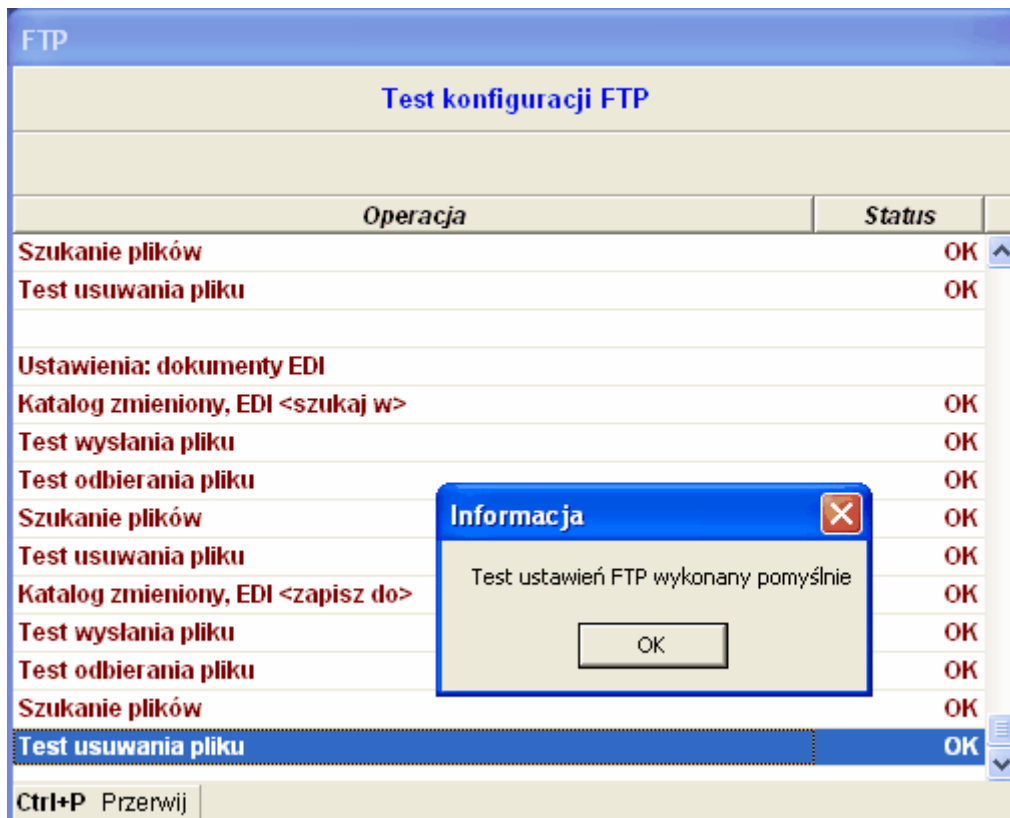 FTP
Test konfiguracji FTP
Operacja Status
Szukanie plików OK
Test usuwania pliku OK
Ustawienia: dokumenty EDI
Katalog zmieniony, EDI <szukaj w> OK
Test wysłania pliku OK
Test odbierania pliku OK
Szukanie plików OK
Test usuwania pliku OK
Katalog zmieniony, EDI <zapisz do> OK
Test wysłania pliku OK
Test odbierania pliku OK
Szukanie plików OK
Test usuwania pliku OK
Informacja
Test ustawień FTP wykonany pomyślnie
OK
Ctrl+P Przerwij